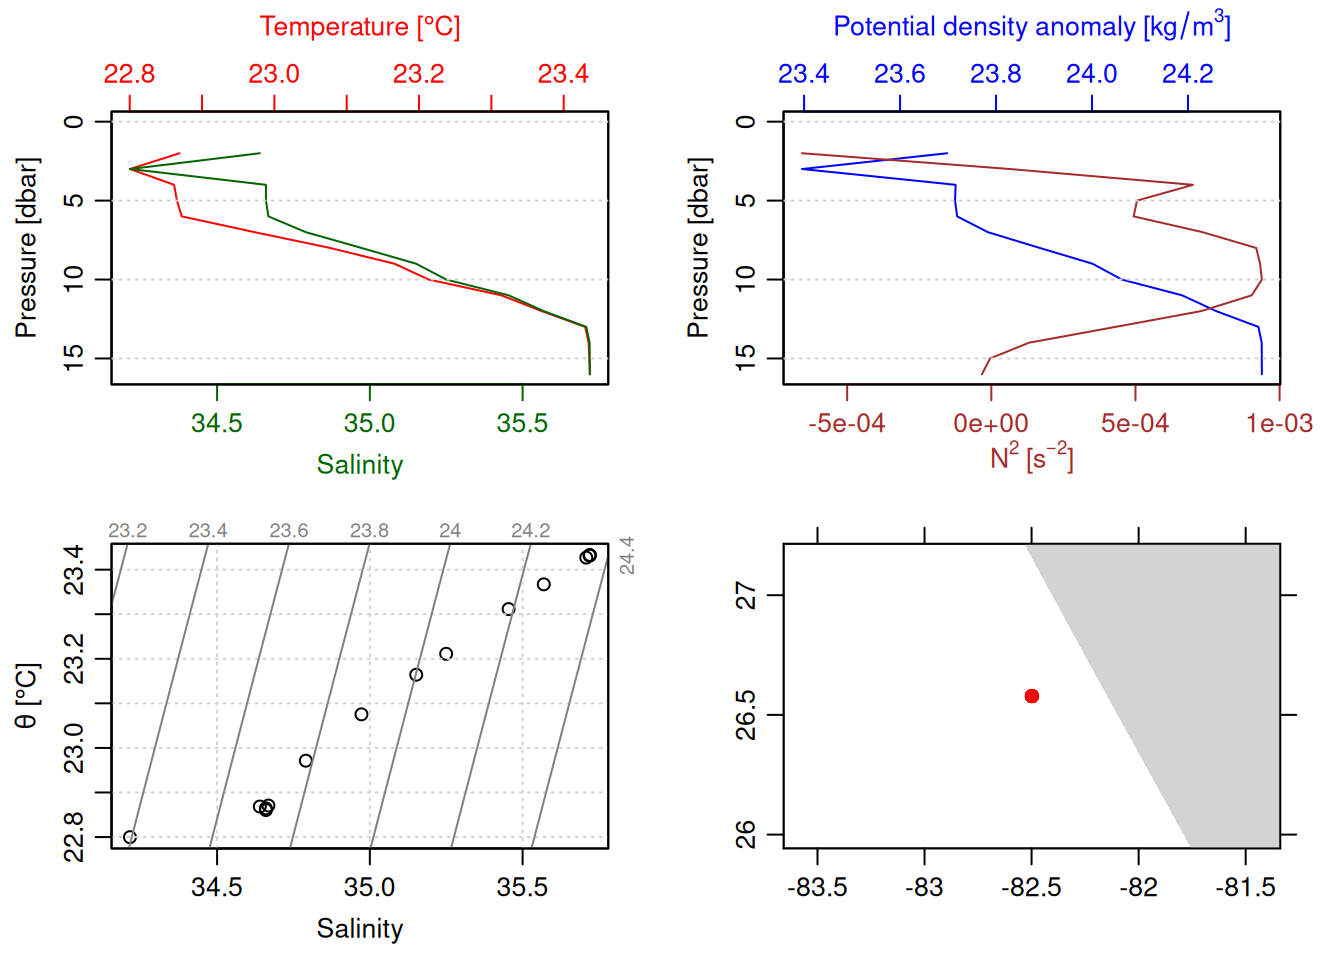 Temperature [°C]
22.8 23.0 23.2 23.4
0
5
10
15
Pressure [dbar]
34.5 35.0 35.5
Salinity
Potential density anomaly [kg/m³]
23.4 23.6 23.8 24.0 24.2
0
5
10
15
Pressure [dbar]
-5e-04 0e+00 5e-04 1e-03
N² [s⁻²]
23.2 23.4 23.6 23.8 24 24.2
24.4
23.4
23.2
23.0
22.8
θ [°C]
34.5 35.0 35.5
Salinity
27
26.5
26
-83.5 -83 -82.5 -82 -81.5